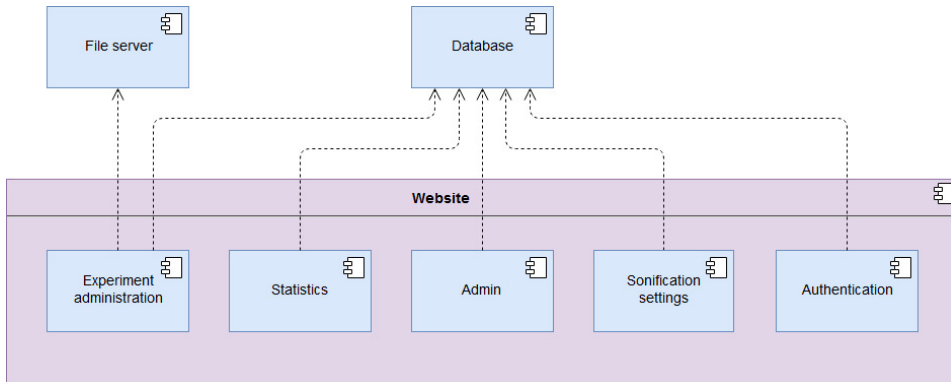 File server
Database
Website
Experiment
administration
Statistics
Admin
Sonification
settings
Authentication